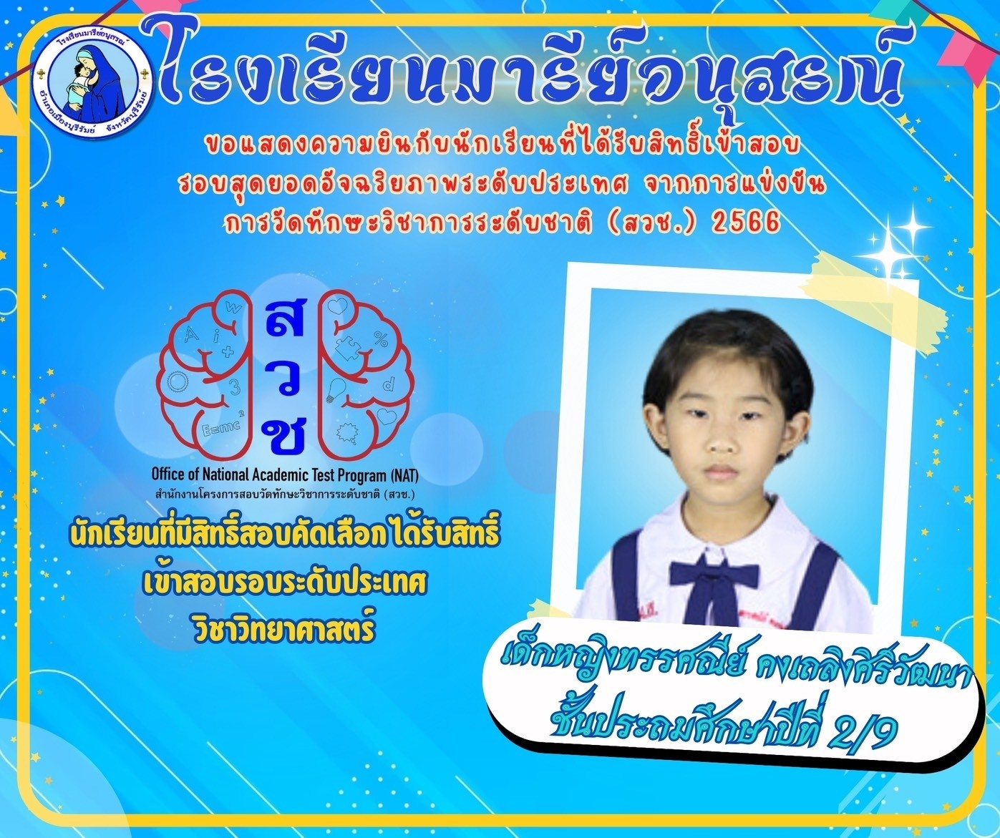 โรงเรียนมารีย์อนุสรณ์
โรงเรียนมารีย์อนุสรณ์
อำเภอเมืองบุรีรัมย์ จังหวัดบุรีรัมย์
ขอแสดงความยินกับนักเรียนที่ได้รับสิทธิ์เข้าสอบ
รอบสุดยอดอัจฉริยภาพระดับประเทศ จากการแข่งขัน
การวัดทักษะวิชาการระดับชาติ (สวช.) 2566
ส
ว
ช
W
A i +
3
E=mc²
%
d
Office of National Academic Test Program (NAT)
สำนักงานโครงการสอบวัดทักษะวิชาการระดับชาติ (สวช.)
นักเรียนที่มีสิทธิ์สอบคัดเลือก ได้รับสิทธิ์
เข้าสอบรอบระดับประเทศ
วิชาวิทยาศาสตร์
เด็กหญิงทรรศณีย์ คงเถลิงศิริวัฒนา
ชั้นประถมศึกษาปีที่ 2/9